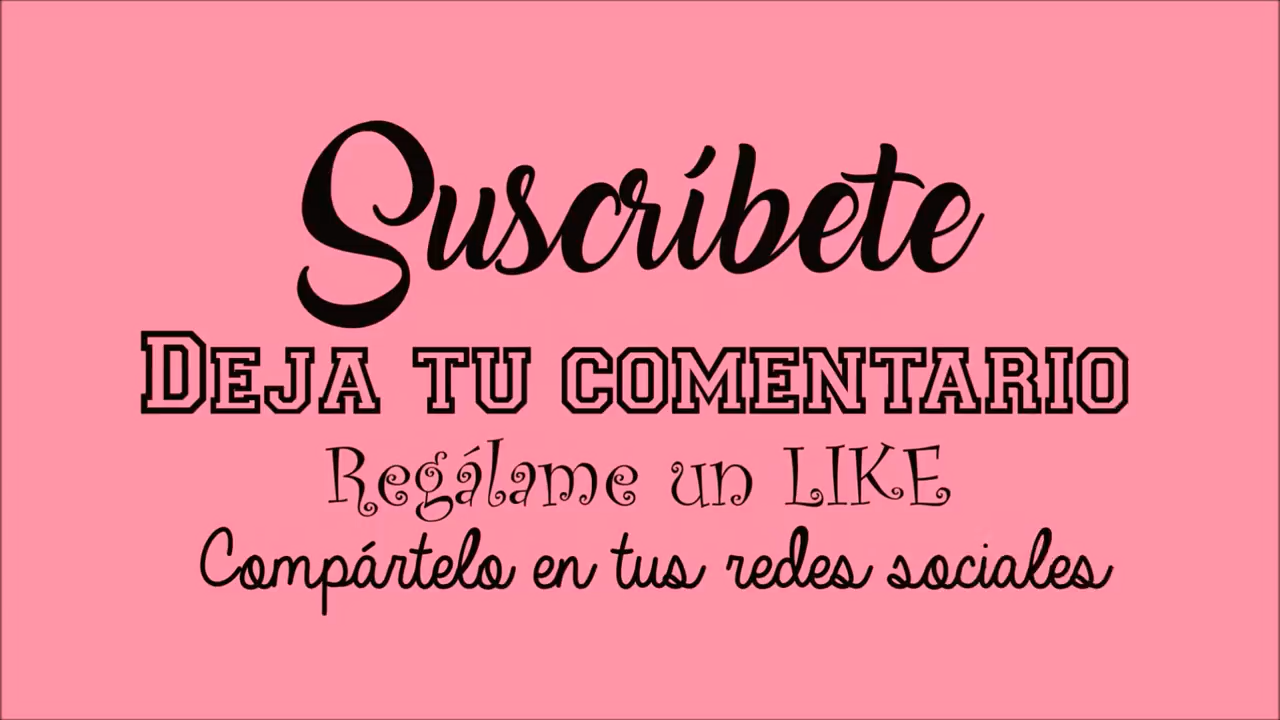 Suscríbete
DEJA TU COMENTARIO
Regálame un LIKE
Compártelo en tus redes sociales